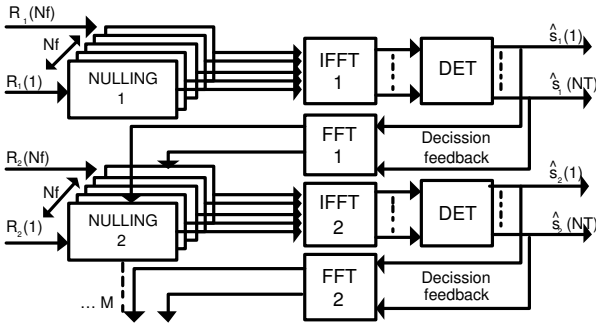 R₁(Nf)
Nf
R₁(1)
NULLING
1
IFFT
1
DET
ŝ₁(1)
ŝ₁(NT)
FFT
1
Decission
feedback
R₂(Nf)
Nf
R₂(1)
NULLING
2
IFFT
2
DET
ŝ₂(1)
ŝ₂(NT)
FFT
2
Decission
feedback
... M